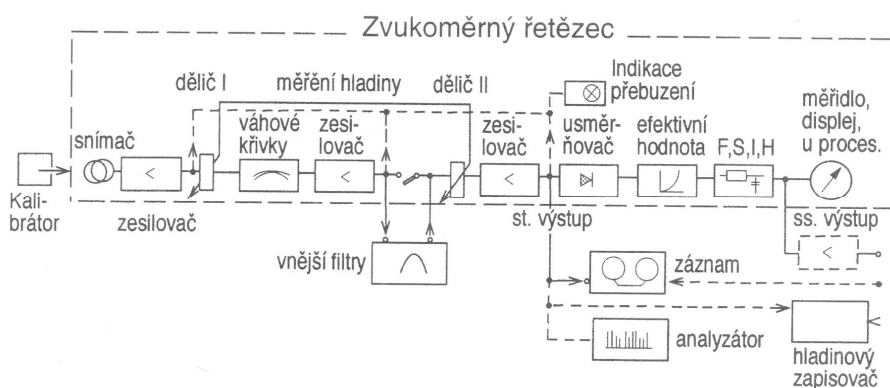 Zvukoměrný řetězec
dělič I
měření hladiny
dělič II
Indikace
přebuzení
měřidlo,
displej,
u proces.
snímač
váhové
křivky
zesi-
lovač
zesi-
lovač
usměr-
ňovač
efektivní
hodnota
F,S,I,H
Kali-
brátor
zesilovač
st. výstup
ss. výstup
vnější filtry
záznam
analyzátor
hladinový
zapisovač